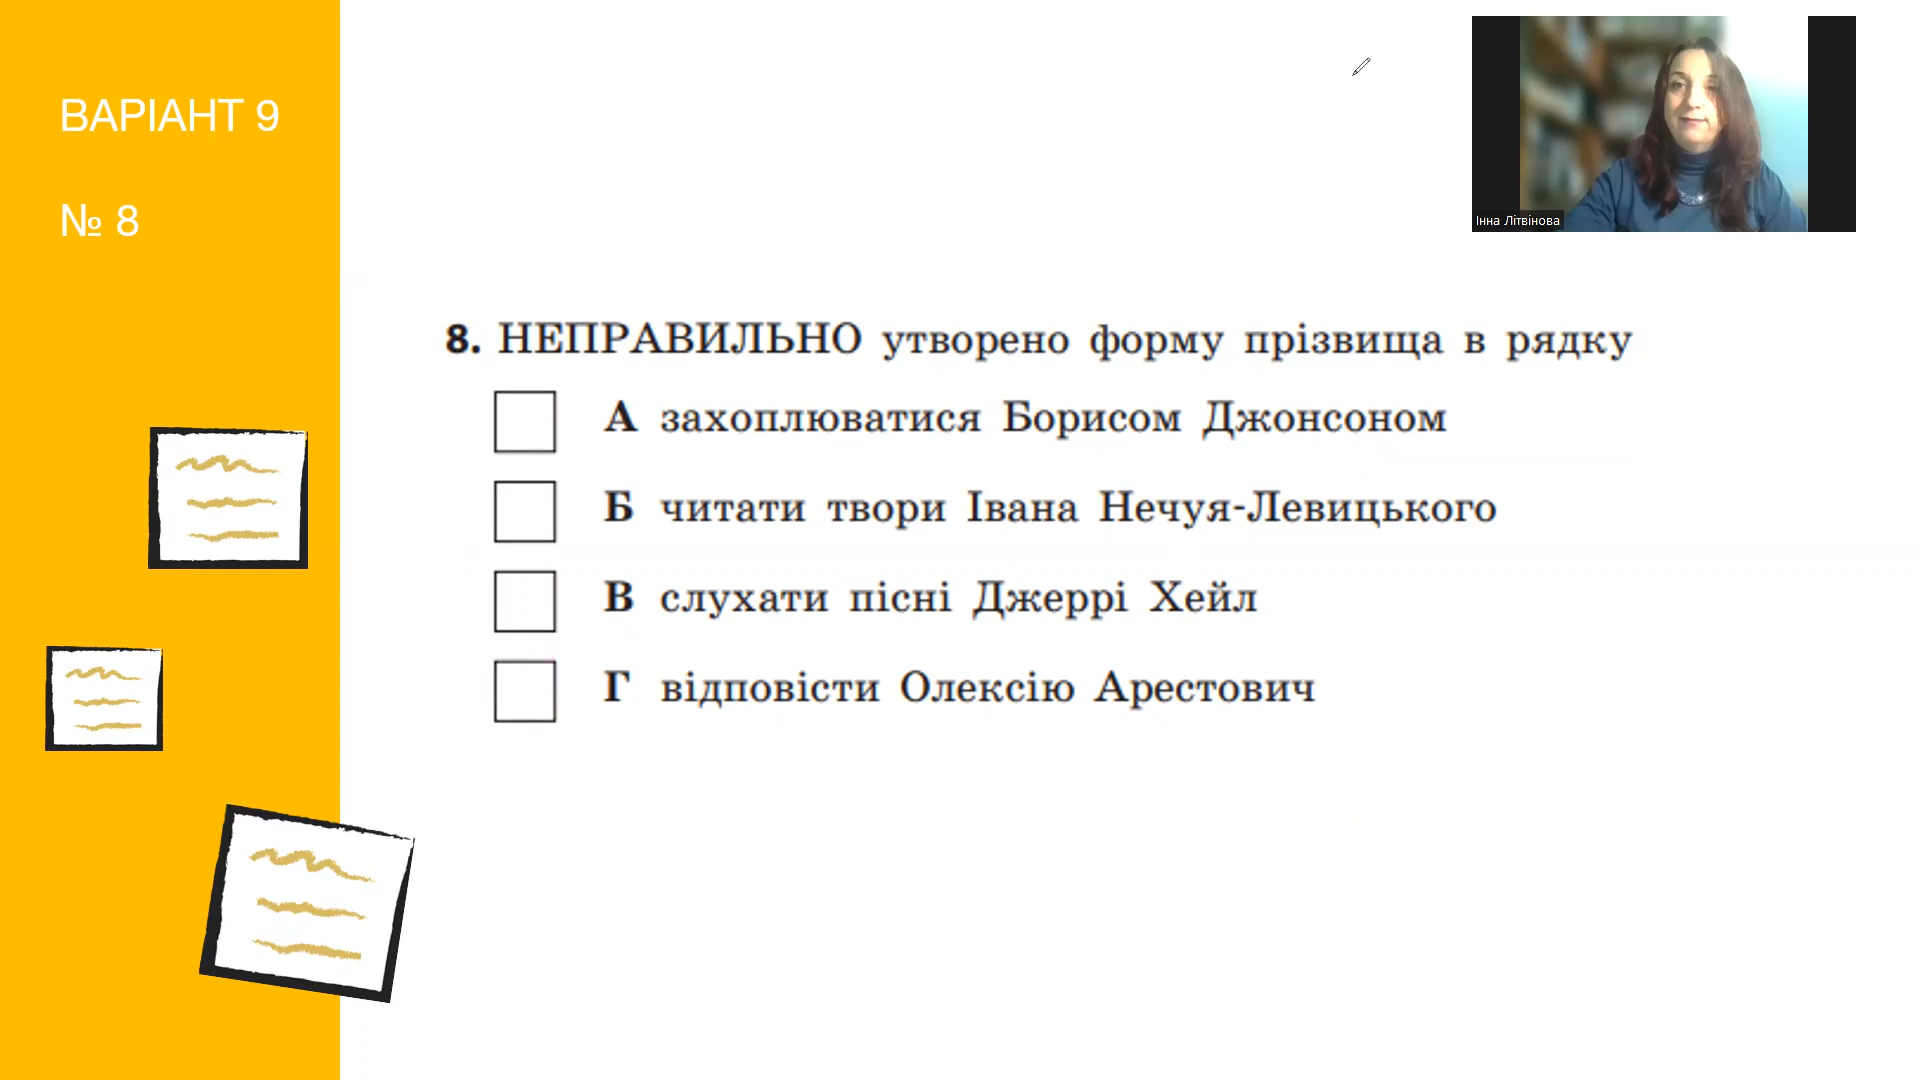 ВАРІАНТ 9
№ 8
Інна Літвінова
8. НЕПРАВИЛЬНО утворено форму прізвища в рядку
А захоплюватися Борисом Джонсоном
Б читати твори Івана Нечуя-Левицького
В слухати пісні Джеррі Хейл
Г відповісти Олексію Арестович